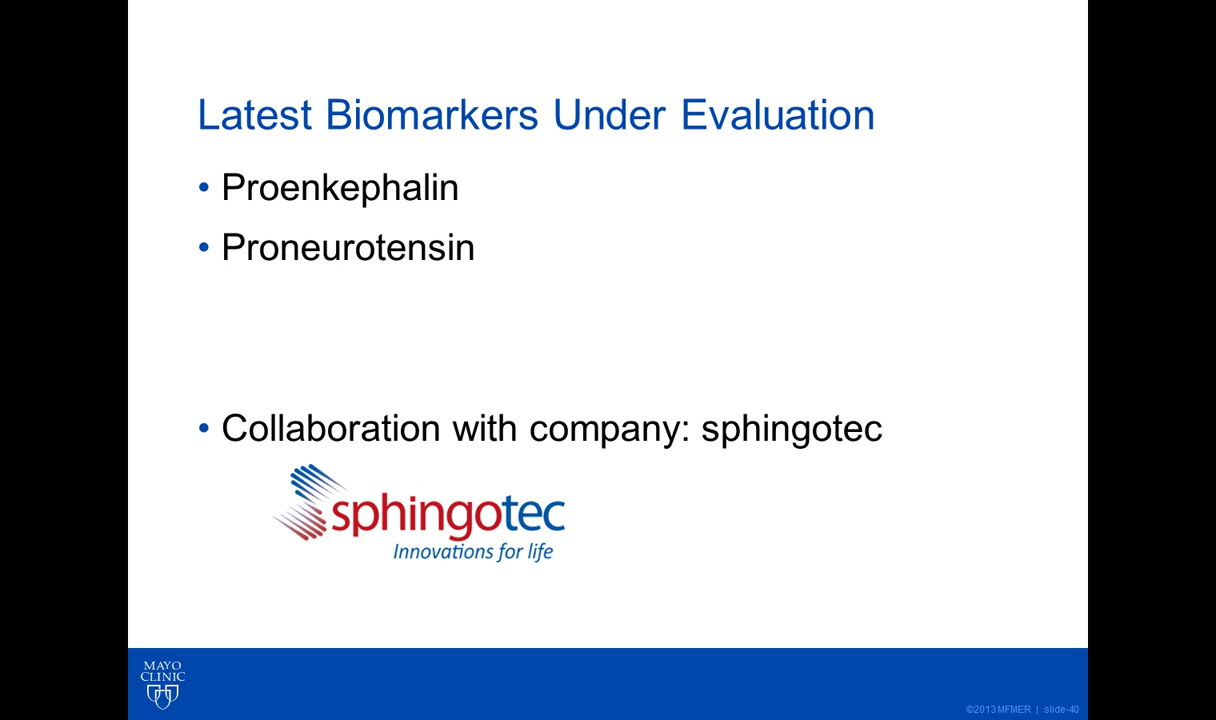 Latest Biomarkers Under Evaluation
• Proenkephalin
• Proneurotensin
• Collaboration with company: sphingotec
sphingotec
Innovations for life
MAYO
CLINIC
©2013 MFMER | slide-40